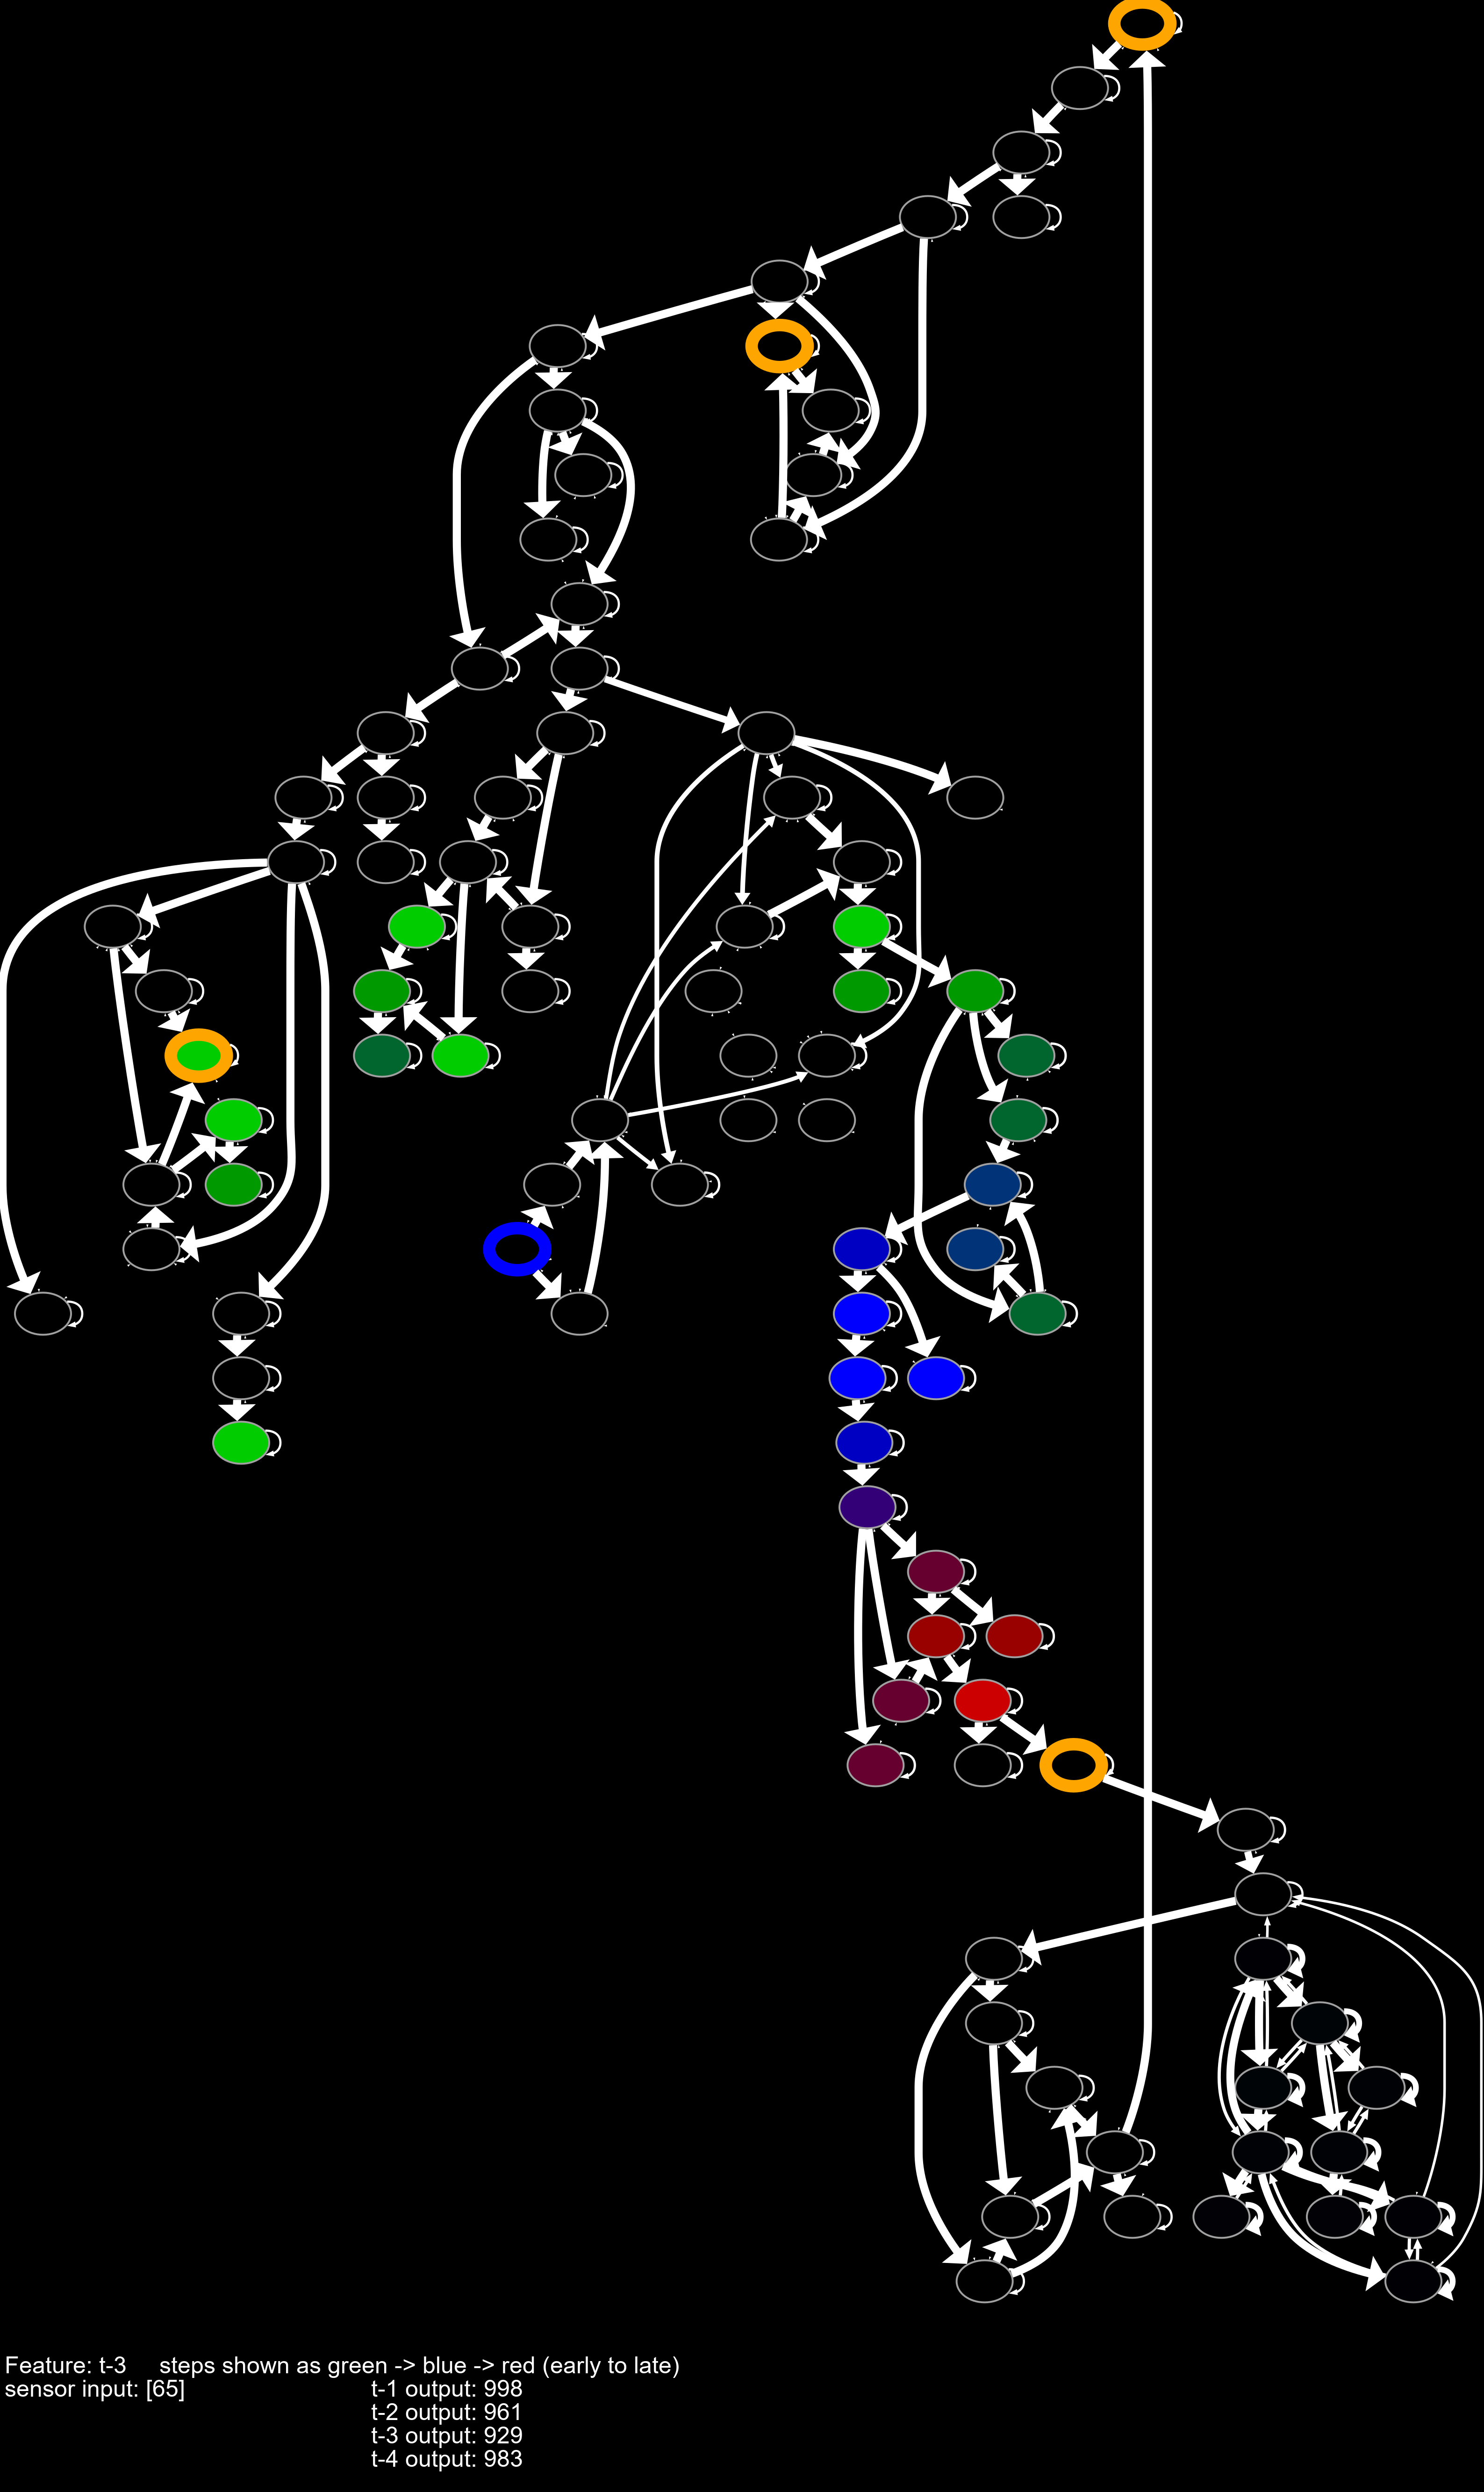 Feature: t-3 steps shown as green -> blue -> red (early to late)
sensor input: [65] t-1 output: 998
t-2 output: 961
t-3 output: 929
t-4 output: 983